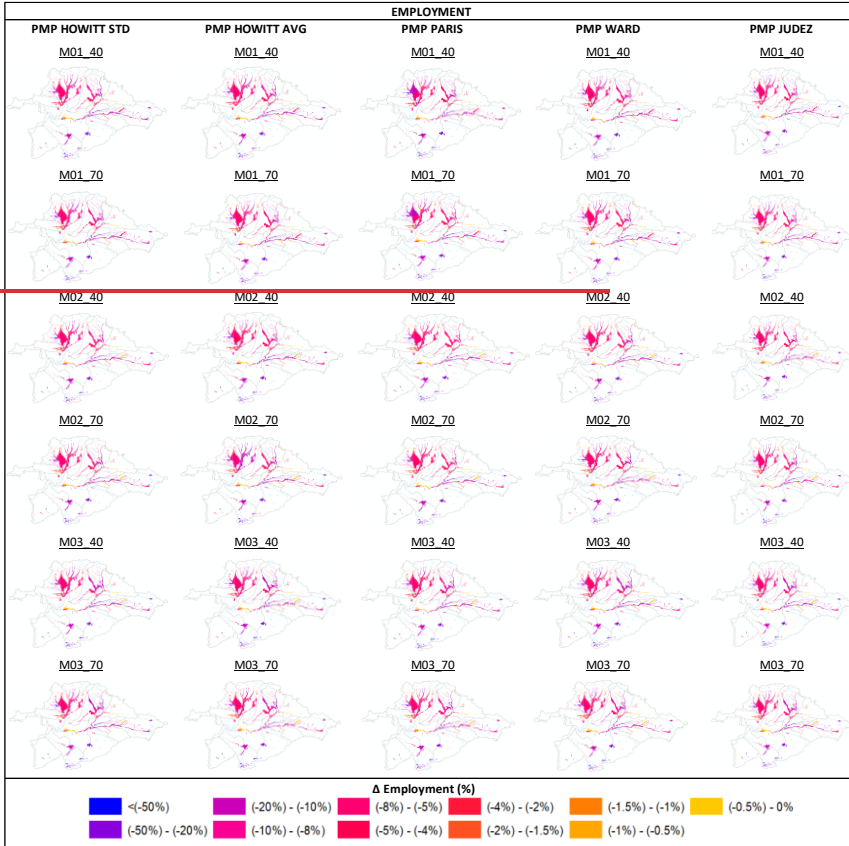 EMPLOYMENT
PMP HOWITT STD PMP HOWITT AVG PMP PARIS PMP WARD PMP JUDEZ
M01_40 M01_40 M01_40 M01_40 M01_40
M01_70 M01_70 M01_70 M01_70 M01_70
M02_40 M02_40 M02_40 M02_40 M02_40
M02_70 M02_70 M02_70 M02_70 M02_70
M03_40 M03_40 M03_40 M03_40 M03_40
M03_70 M03_70 M03_70 M03_70 M03_70
Δ Employment (%)
<(-50%) (-20%) - (-10%) (-8%) - (-5%) (-4%) - (-2%) (-1.5%) - (-1%) (-0.5%) - 0%
(-50%) - (-20%) (-10%) - (-8%) (-5%) - (-4%) (-2%) - (-1.5%) (-1%) - (-0.5%)